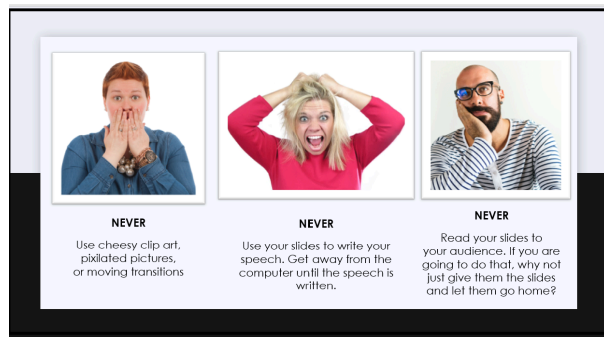 NEVER
Use cheesy clip art,
pixilated pictures,
or moving transitions
NEVER
Use your slides to write your
speech. Get away from the
computer until the speech is
written.
NEVER
Read your slides to
your audience. If you are
going to do that, why not
just give them the slides
and let them go home?